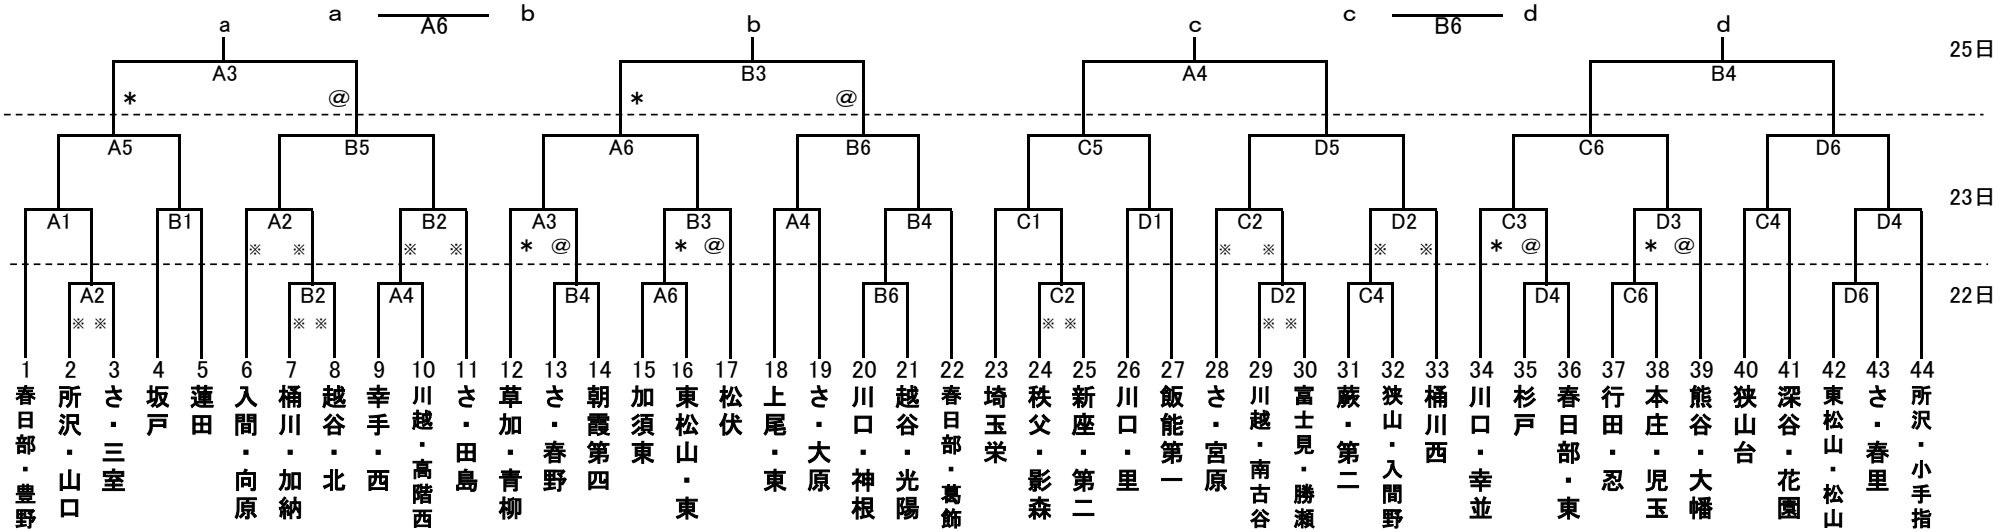 a A6 b c B6 d
a b c d
25日
A3 B3 A4 B4
* @ * @
A5 B5 A6 B6 C5 D5 C6 D6
23日
A1 B1 A2 B2 A3 B3 A4 B4 C1 D1 C2 D2 C3 D3 C4 D4
※ ※ ※ ※ * @ * @ ※ ※ ※ ※ * @ * @
22日
A2 B2 A4 B4 A6 B6 C2 D2 C4 D4 C6 D6
※ ※ ※ ※ ※ ※ ※ ※
1 春日部・豊野
2 所沢・山口
3 さ・三室
4 坂戸
5 蓮田
6 入間・向原
7 桶川・加納
8 越谷・北
9 幸手・西
10 川越・高階西
11 さ・田島
12 草加・青柳
13 さ・春野
14 朝霞第四
15 加須東
16 東松山・東
17 松伏
18 上尾・東
19 さ・大原
20 川口・神根
21 越谷・光陽
22 春日部・葛飾
23 埼玉栄
24 秩父・影森
25 新座・第二
26 川口・里
27 飯能第一
28 さ・宮原
29 川越・南古谷
30 富士見・勝瀬
31 蕨・第二
32 狭山・入間野
33 桶川西
34 川口・幸並
35 杉戸
36 春日部・東
37 行田・忍
38 本庄・児玉
39 熊谷・大幡
40 狭山台
41 深谷・花園
42 東松山・松山
43 さ・春里
44 所沢・小手指